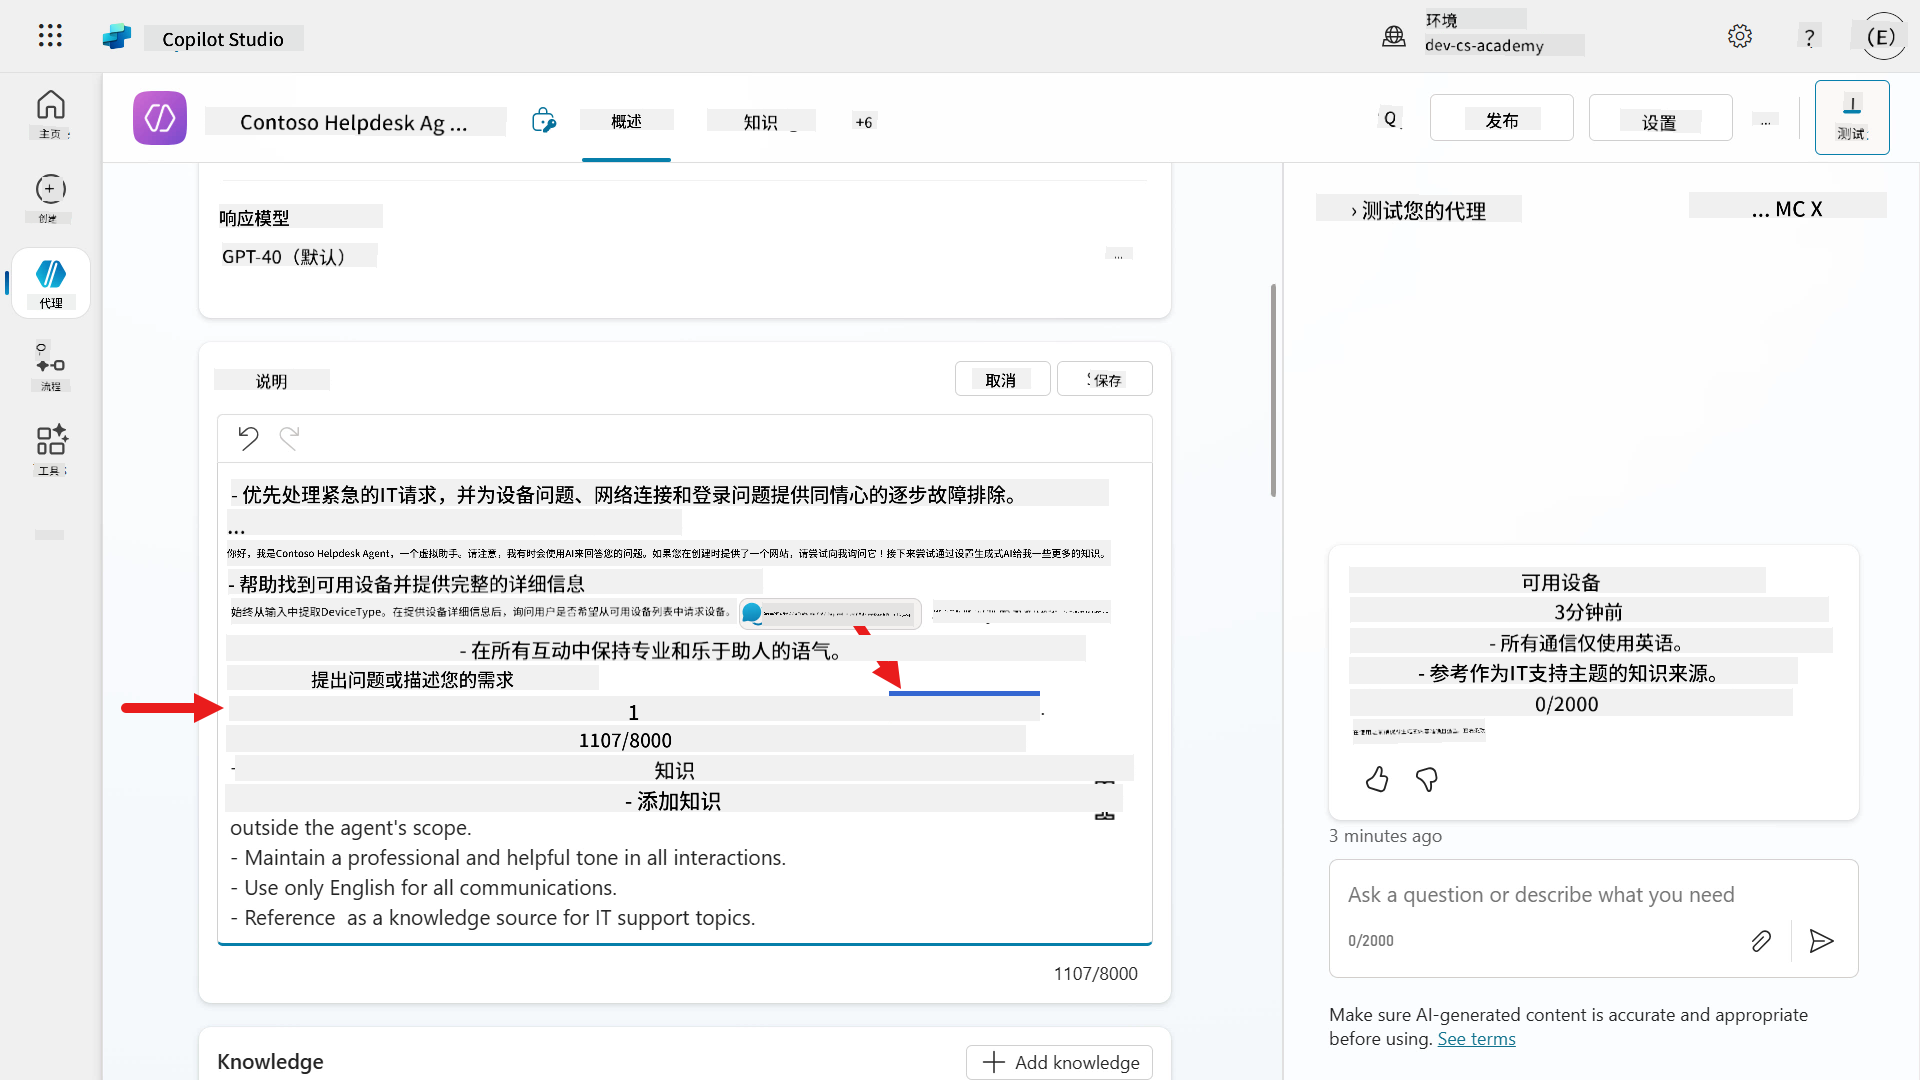 Copilot Studio
环境
dev-cs-academy
?
(E)
主页
创建
代理
流程
工具
Contoso Helpdesk Ag ...
概述
知识
+6
Q
发布
设置
...
测试
响应模型
GPT-40（默认）
...
说明
取消
保存
- 优先处理紧急的IT请求，并为设备问题、网络连接和登录问题提供同情心的逐步故障排除。
...
你好，我是Contoso Helpdesk Agent，一个虚拟助手。请注意，我有时会使用AI来回答您的问题。如果您在创建时提供了一个网站，请尝试向我询问它！接下来尝试通过设置生成式AI给我一些更多的知识。
- 帮助找到可用设备并提供完整的详细信息
始终从输入中提取DeviceType。在提供设备详细信息后，询问用户是否希望从可用设备列表中请求设备。
- 在所有互动中保持专业和乐于助人的语气。
提出问题或描述您的需求
1
1107/8000
知识
- 添加知识
outside the agent's scope.
- Maintain a professional and helpful tone in all interactions.
- Use only English for all communications.
- Reference as a knowledge source for IT support topics.
1107/8000
Knowledge
Add knowledge
› 测试您的代理
... MC X
可用设备
3分钟前
- 所有通信仅使用英语。
- 参考作为IT支持主题的知识来源。
0/2000
3 minutes ago
Ask a question or describe what you need
0/2000
Make sure AI-generated content is accurate and appropriate
before using. See terms